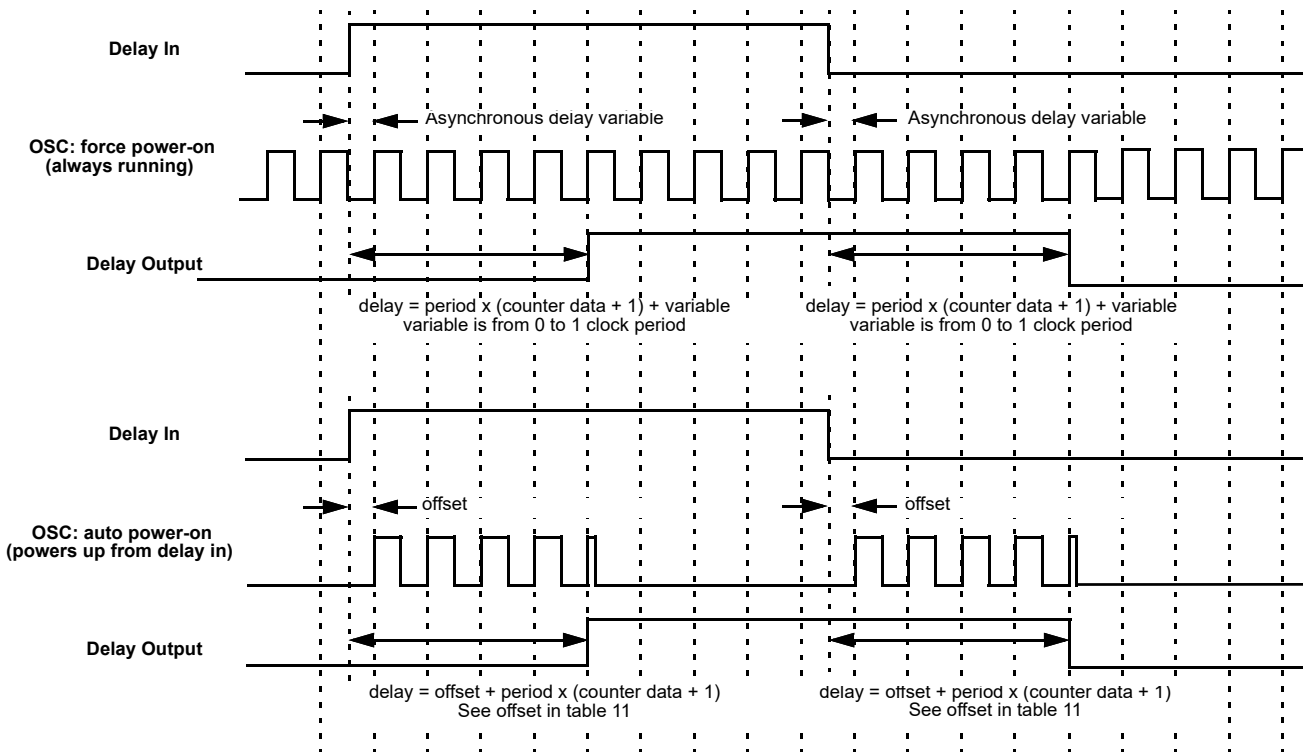 Delay In
Asynchronous delay variable
Asynchronous delay variable
OSC: force power-on
(always running)
Delay Output
delay = period x (counter data + 1) + variable
variable is from 0 to 1 clock period
delay = period x (counter data + 1) + variable
variable is from 0 to 1 clock period
Delay In
offset
offset
OSC: auto power-on
(powers up from delay in)
Delay Output
delay = offset + period x (counter data + 1)
See offset in table 11
delay = offset + period x (counter data + 1)
See offset in table 11